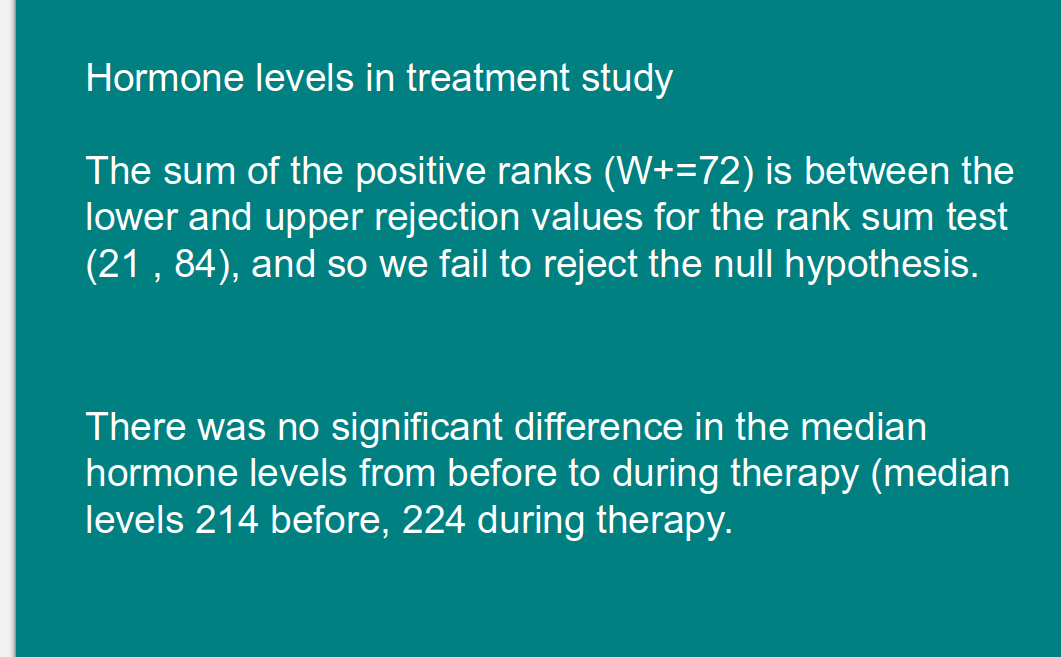 Hormone levels in treatment study
The sum of the positive ranks (W+=72) is between the
lower and upper rejection values for the rank sum test
(21 , 84), and so we fail to reject the null hypothesis.
There was no significant difference in the median
hormone levels from before to during therapy (median
levels 214 before, 224 during therapy.